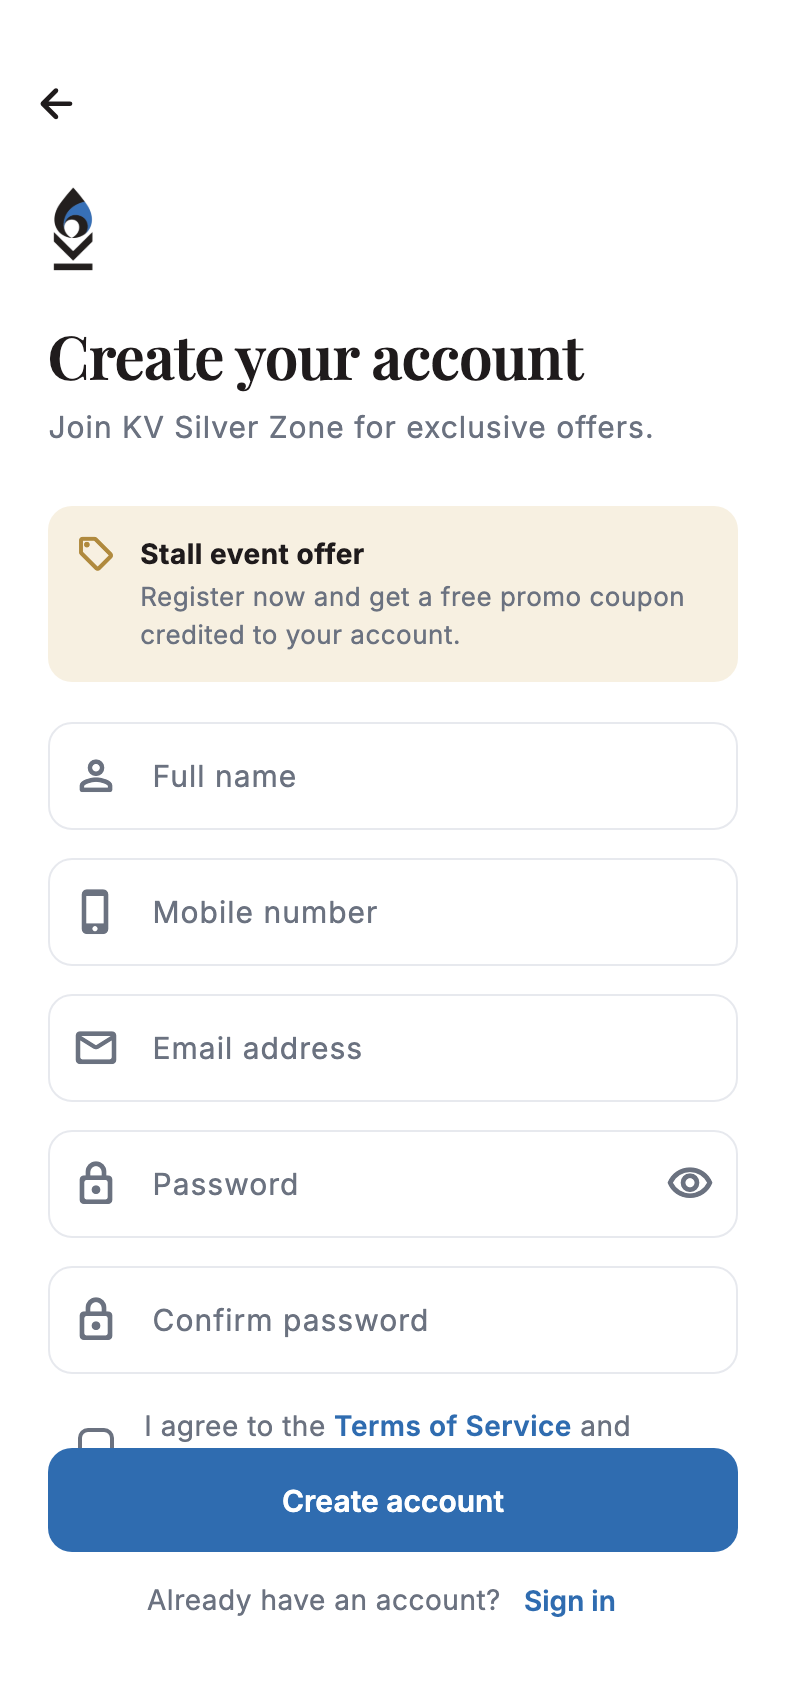 Create your account
Join KV Silver Zone for exclusive offers.
Stall event offer
Register now and get a free promo coupon
credited to your account.
Full name
Mobile number
Email address
Password
Confirm password
I agree to the Terms of Service and
Create account
Already have an account? Sign in